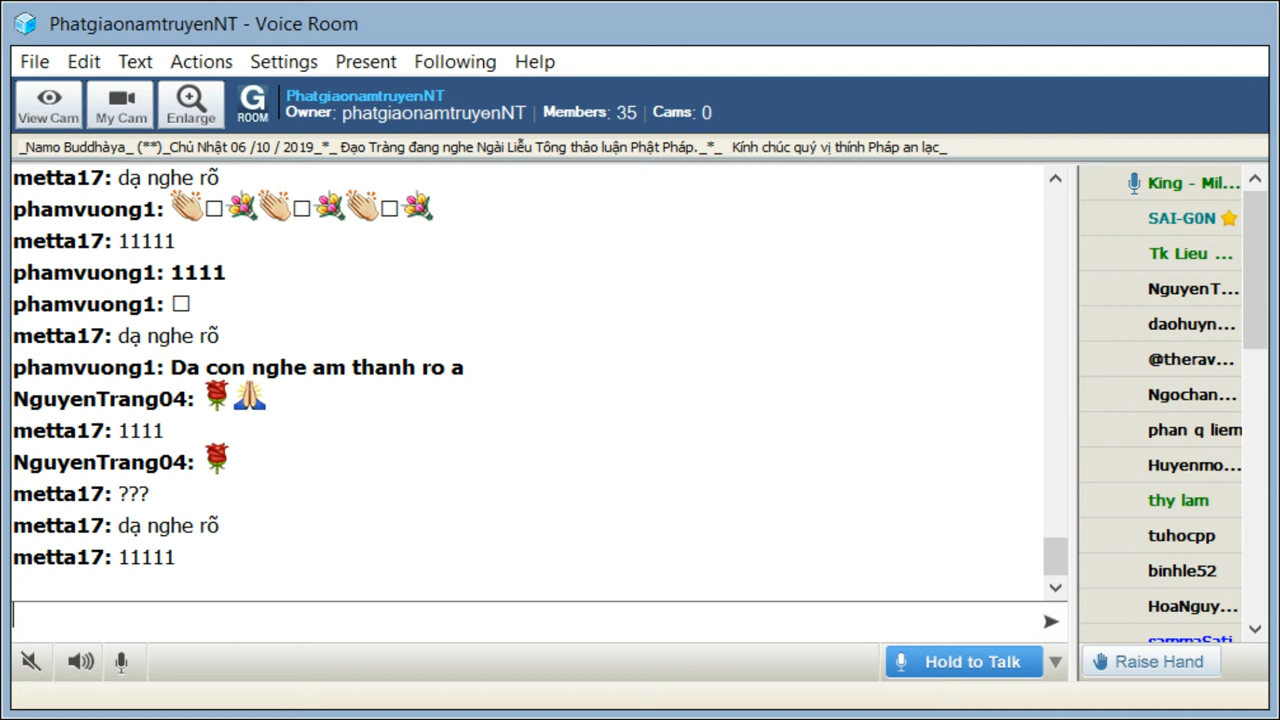 PhatgiaonamtruyenNT - Voice Room
File Edit Text Actions Settings Present Following Help
View Cam My Cam Enlarge G ROOM
PhatgiaonamtruyenNT
Owner: phatgiaonamtruyenNT | Members: 35 | Cams: 0
_Namo Buddhàya_ (**)_Chủ Nhật 06 /10 / 2019_*_ Đạo Tràng đang nghe Ngài Liễu Tông thảo luận Phật Pháp._*_ Kính chúc quý vị thính Pháp an lạc_
metta17: dạ nghe rõ
phamvuong1: 👏□💐👏□💐👏□💐
metta17: 11111
phamvuong1: 1111
phamvuong1: □
metta17: dạ nghe rõ
phamvuong1: Da con nghe am thanh ro a
NguyenTrang04: 🌹🙏
metta17: 1111
NguyenTrang04: 🌹
metta17: ???
metta17: dạ nghe rõ
metta17: 11111
King - Mil...
SAI-G0N
Tk Lieu ...
NguyenT...
daohuyn...
@therav...
Ngochan...
phan q liem
Huyenmo...
thy lam
tuhocpp
binhle52
HoaNguy...
sammaSati
Hold to Talk
Raise Hand